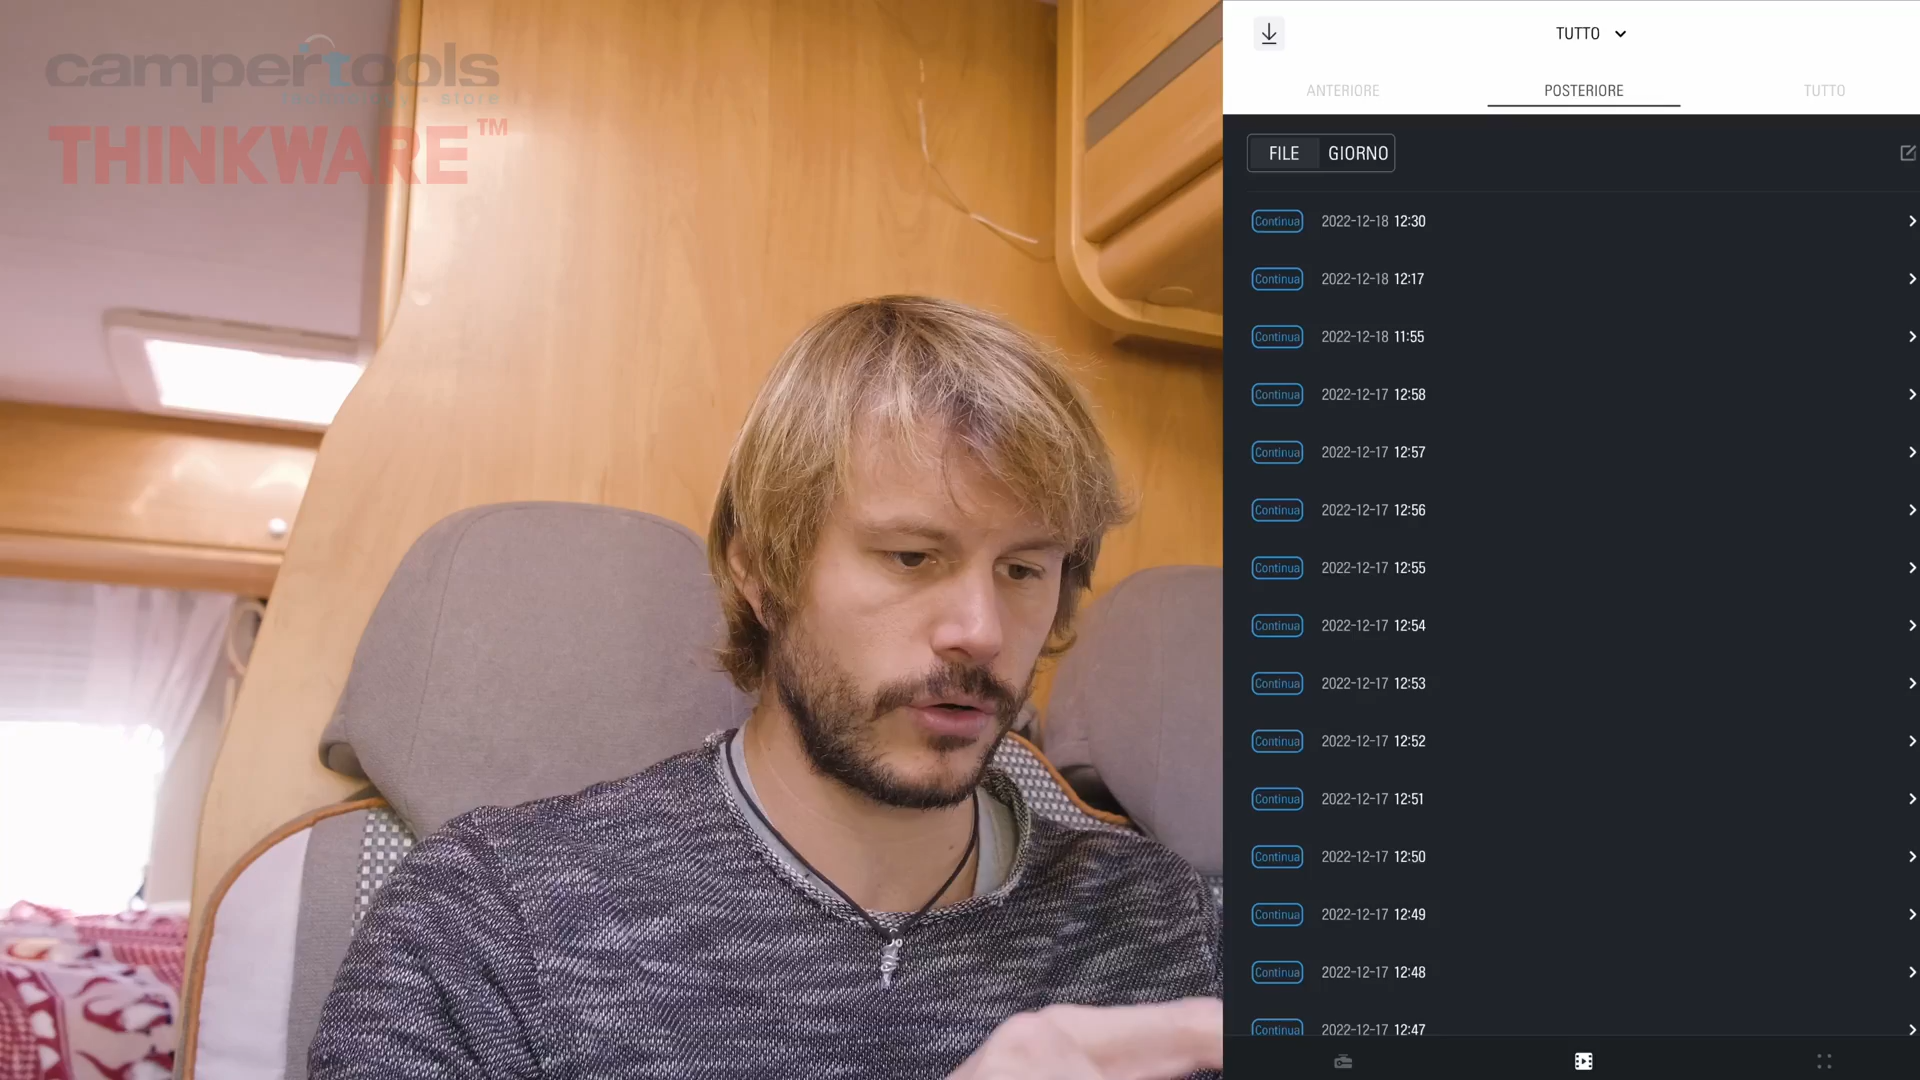 campertools
technology - store
THINKWARE™
TUTTO
ANTERIORE POSTERIORE TUTTO
FILE GIORNO
Continua 2022-12-18 12:30
Continua 2022-12-18 12:17
Continua 2022-12-18 11:55
Continua 2022-12-17 12:58
Continua 2022-12-17 12:57
Continua 2022-12-17 12:56
Continua 2022-12-17 12:55
Continua 2022-12-17 12:54
Continua 2022-12-17 12:53
Continua 2022-12-17 12:52
Continua 2022-12-17 12:51
Continua 2022-12-17 12:50
Continua 2022-12-17 12:49
Continua 2022-12-17 12:48
Continua 2022-12-17 12:47